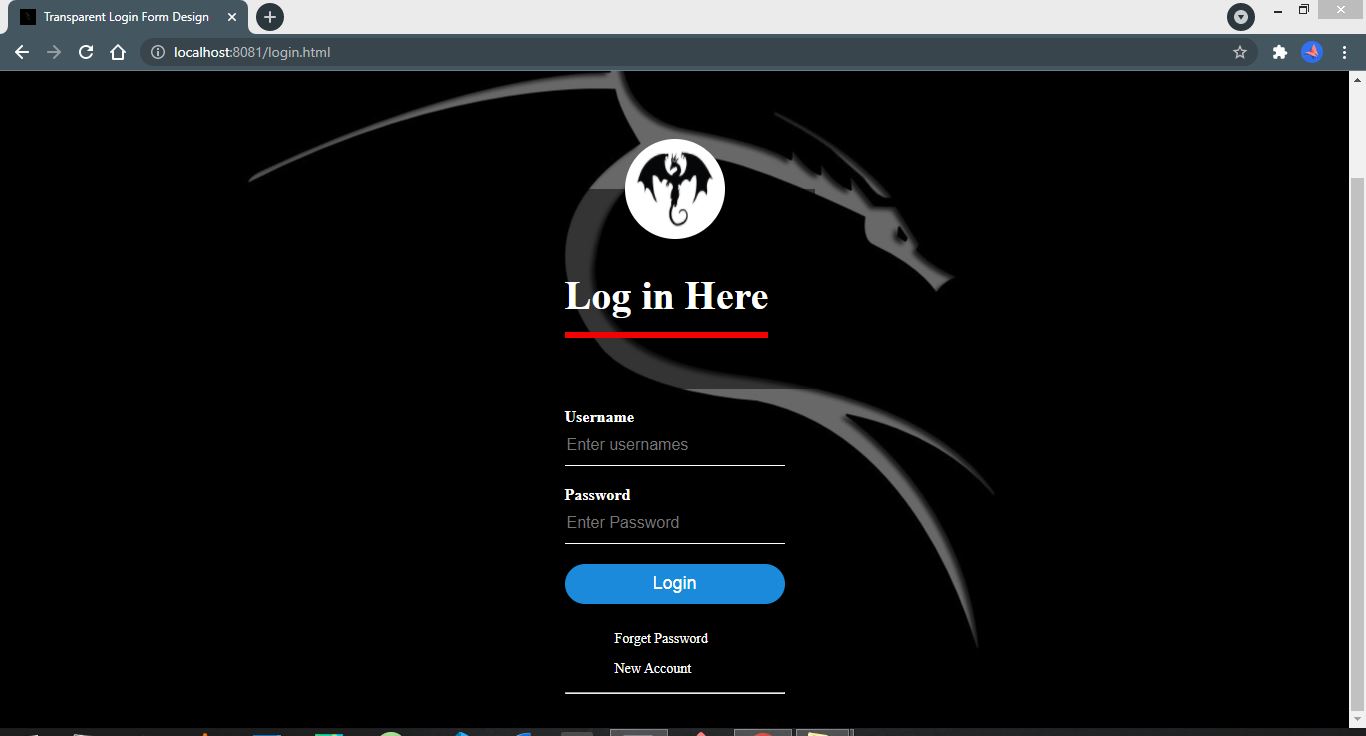 Transparent Login Form Design
localhost:8081/login.html
Log in Here
Username
Enter usernames
Password
Enter Password
Login
Forget Password
New Account